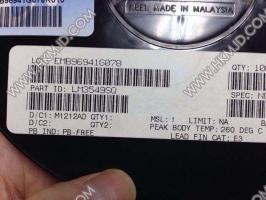 REEL MADE IN MALAYSIA
LOT: EMB96941G078
QTY: 10
PART ID: LM3549SQ
SPEC: N
D/C1: M1212AD QTY1:
MSL: 1 LIMIT: NA
D/C2: QTY2:
PEAK BODY TEMP: 260 DEG C
PB IND: PB-FREE
LEAD FIN CAT: E3